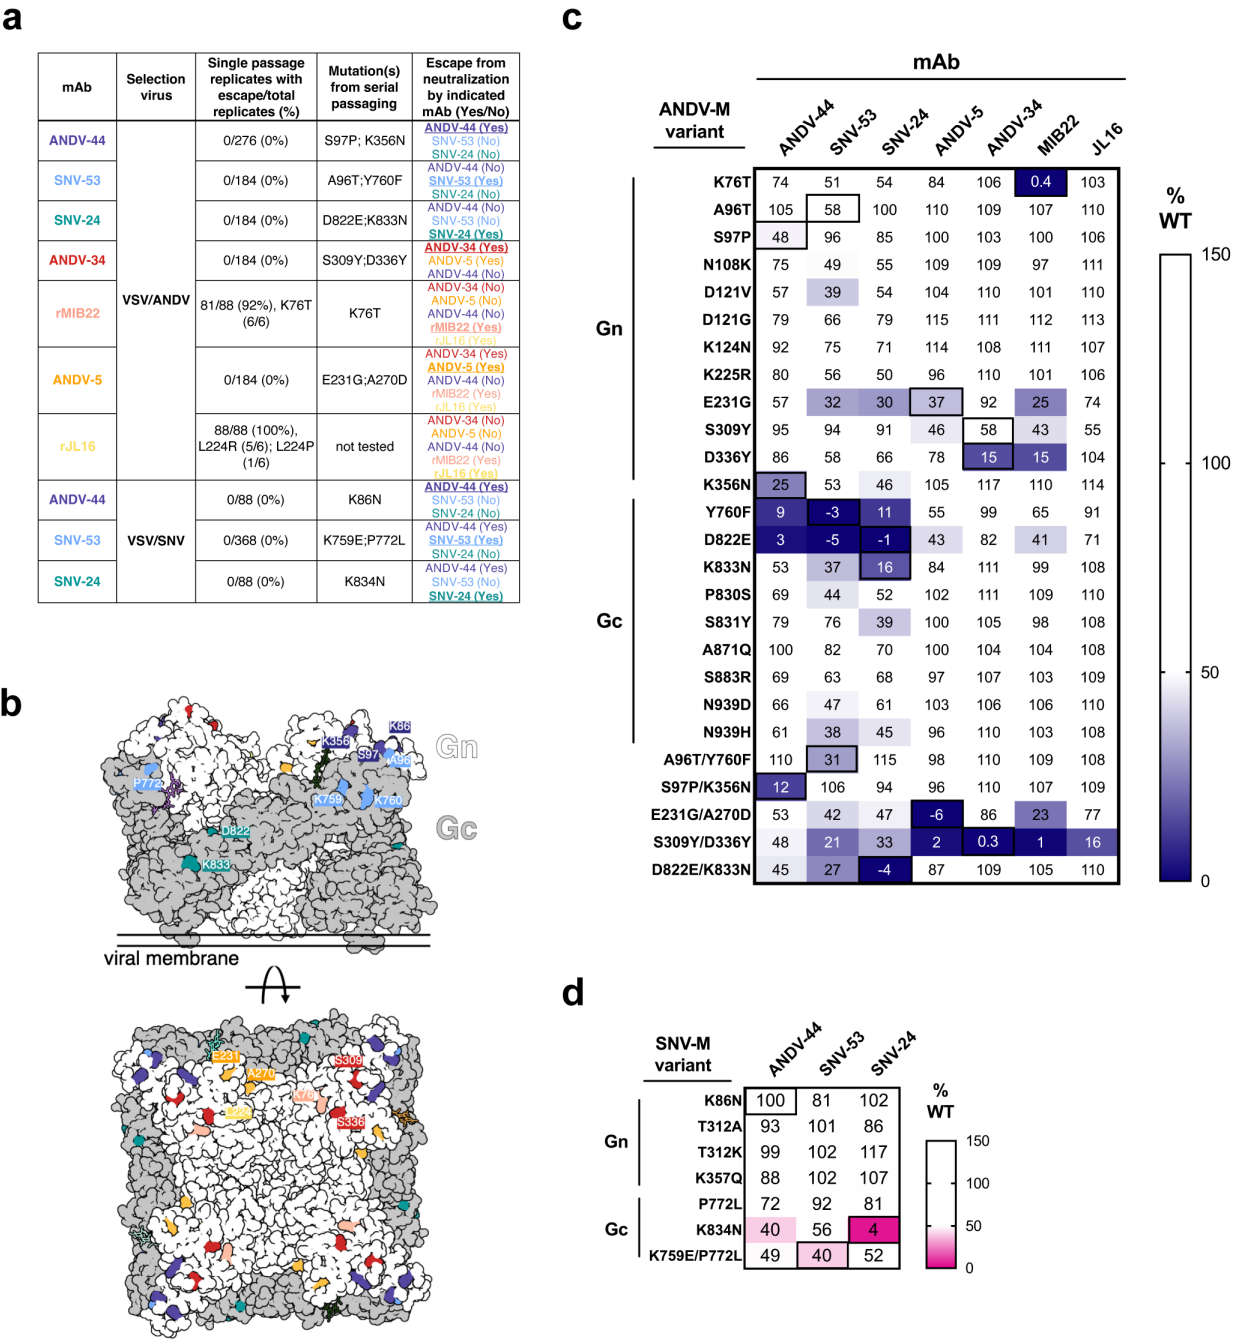 a
mAb
Selection
virus
Single passage
replicates with
escape/total
replicates (%)
Mutation(s)
from serial
passaging
Escape from
neutralization
by indicated
mAb (Yes/No)
ANDV-44
VSV/ANDV
0/276 (0%)
S97P; K356N
ANDV-44 (Yes)
SNV-53 (No)
SNV-24 (No)
SNV-53
0/184 (0%)
A96T;Y760F
ANDV-44 (No)
SNV-53 (Yes)
SNV-24 (No)
SNV-24
0/184 (0%)
D822E;K833N
ANDV-44 (No)
SNV-53 (No)
SNV-24 (Yes)
ANDV-34
0/184 (0%)
S309Y;D336Y
ANDV-34 (Yes)
ANDV-5 (Yes)
ANDV-44 (No)
rMIB22
81/88 (92%), K76T
(6/6)
K76T
ANDV-34 (No)
ANDV-5 (No)
ANDV-44 (No)
rMIB22 (Yes)
rJL16 (Yes)
ANDV-5
0/184 (0%)
E231G;A270D
ANDV-34 (Yes)
ANDV-5 (Yes)
ANDV-44 (No)
rMIB22 (Yes)
rJL16 (Yes)
rJL16
88/88 (100%),
L224R (5/6); L224P
(1/6)
not tested
ANDV-34 (No)
ANDV-5 (No)
ANDV-44 (No)
rMIB22 (Yes)
rJL16 (Yes)
ANDV-44
VSV/SNV
0/88 (0%)
K86N
ANDV-44 (Yes)
SNV-53 (No)
SNV-24 (No)
SNV-53
0/368 (0%)
K759E;P772L
ANDV-44 (Yes)
SNV-53 (Yes)
SNV-24 (No)
SNV-24
0/88 (0%)
K834N
ANDV-44 (Yes)
SNV-53 (No)
SNV-24 (Yes)
b
K86
K356
S97
A96
Gn
P772
K759
K760
Gc
D822
K833
viral membrane
E231
A270
S309
K76
L224
S336
c
mAb
ANDV-M
variant
ANDV-44 SNV-53 SNV-24 ANDV-5 ANDV-34 MIB22 JL16
Gn
Gc
K76T 74 51 54 84 106 0.4 103
A96T 105 58 100 110 109 107 110
S97P 48 96 85 100 103 100 106
N108K 75 49 55 109 109 97 111
D121V 57 39 54 104 110 101 110
D121G 79 66 79 115 111 112 113
K124N 92 75 71 114 108 111 107
K225R 80 56 50 96 110 101 106
E231G 57 32 30 37 92 25 74
S309Y 95 94 91 46 58 43 55
D336Y 86 58 66 78 15 15 104
K356N 25 53 46 105 117 110 114
Y760F 9 -3 11 55 99 65 91
D822E 3 -5 -1 43 82 41 71
K833N 53 37 16 84 111 99 108
P830S 69 44 52 102 111 109 110
S831Y 79 76 39 100 105 98 108
A871Q 100 82 70 100 104 104 108
S883R 69 63 68 97 107 103 109
N939D 66 47 61 103 106 106 110
N939H 61 38 45 96 110 103 108
A96T/Y760F 110 31 115 98 110 109 108
S97P/K356N 12 106 94 96 110 107 109
E231G/A270D 53 42 47 -6 86 23 77
S309Y/D336Y 48 21 33 2 0.3 1 16
D822E/K833N 45 27 -4 87 109 105 110
%
WT
150
100
50
0
d
SNV-M
variant
ANDV-44 SNV-53 SNV-24
Gn
Gc
K86N 100 81 102
T312A 93 101 86
T312K 99 102 117
K357Q 88 102 107
P772L 72 92 81
K834N 40 56 4
K759E/P772L 49 40 52
%
WT
150
100
50
0